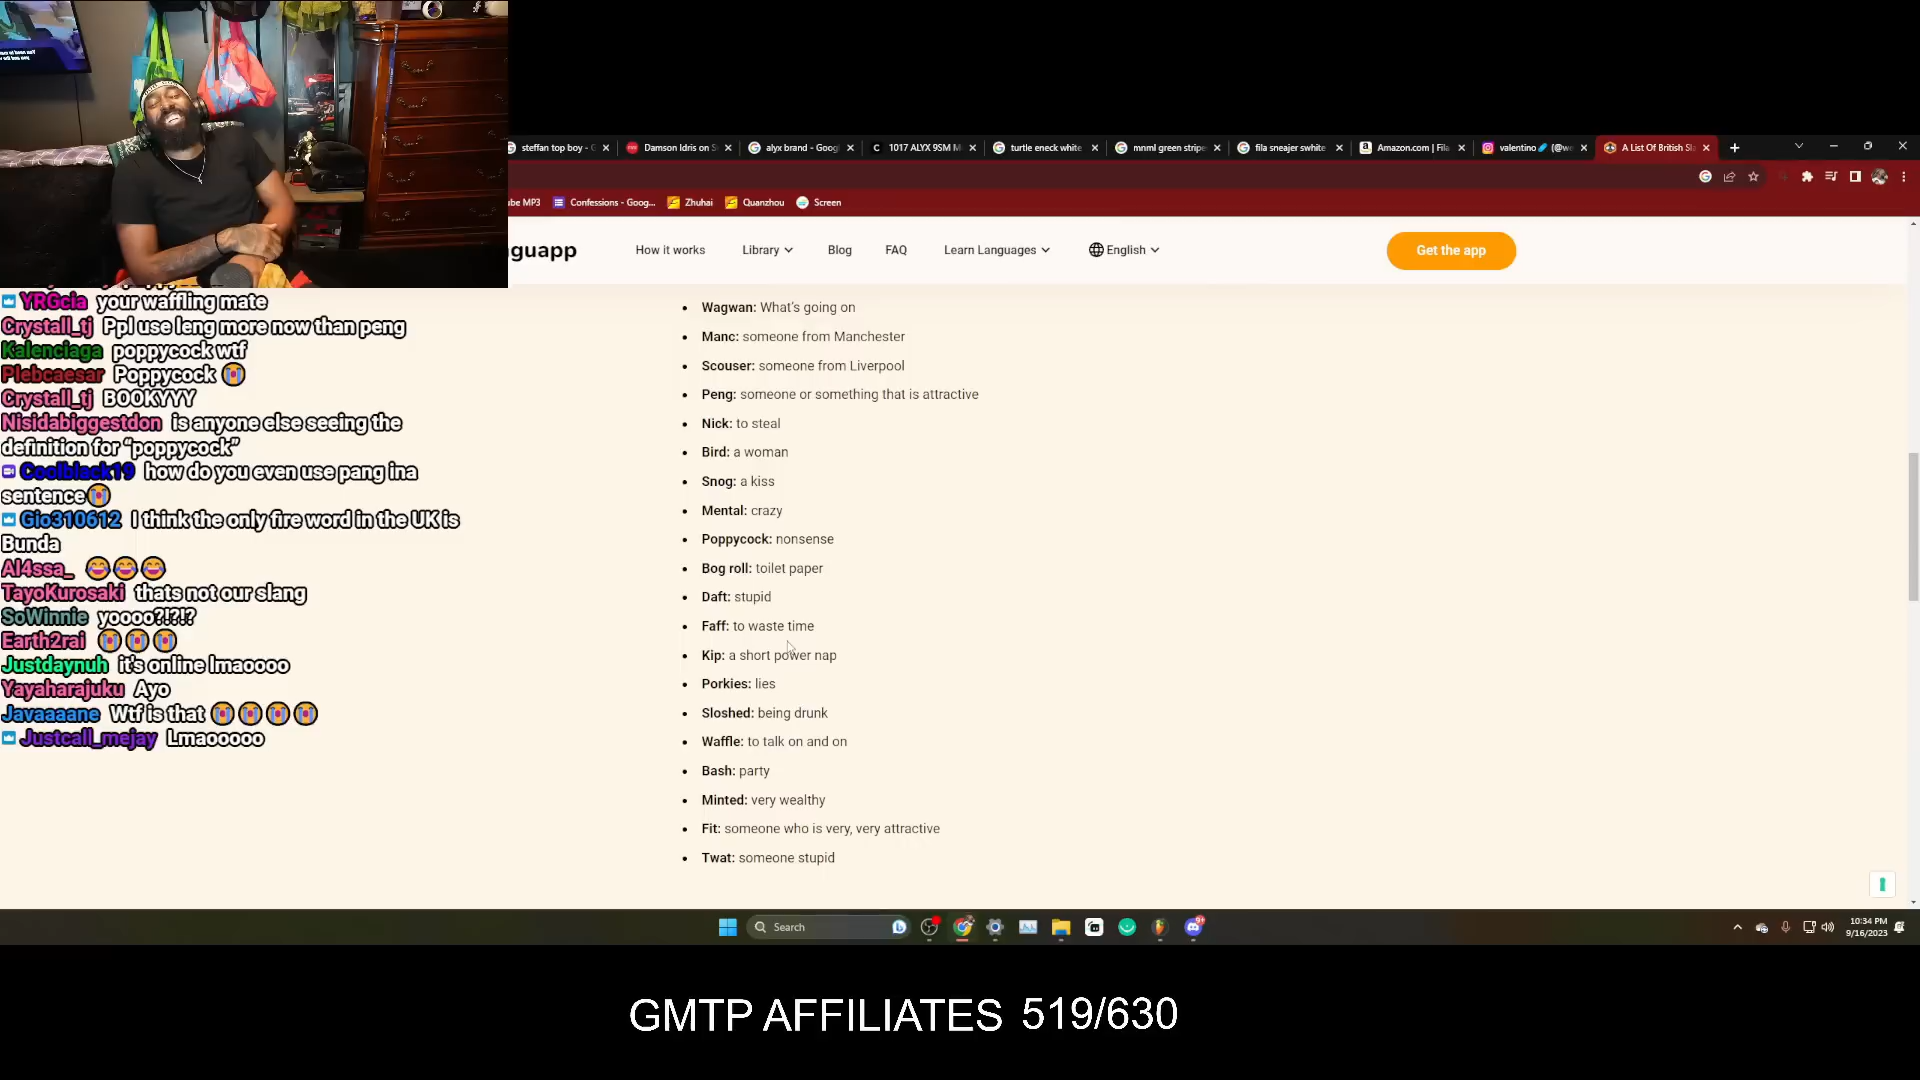 steffan top boy - G
Damson Idris on S
alyx brand - Googl
1017 ALYX 9SM M
turtle eneck white
mnml green stripe
fila sneajer swhite
Amazon.com | Fila
valentino🧪 (@we
A List Of British Sla
ube MP3
Confessions - Goog...
Zhuhai
Quanzhou
Screen
guapp
How it works
Library
Blog
FAQ
Learn Languages
English
Get the app
YRGcia your waffling mate
Crystall_tj Ppl use leng more now than peng
Kalenciaga poppycock wtf
Plebcaesar Poppycock 😭
Crystall_tj BOOKYYY
Nisidabiggestdon is anyone else seeing the
definition for “poppycock”
Coolblack19 how do you even use pang ina
sentence😭
Gio310612 I think the only fire word in the UK is
Bunda
Al4ssa_ 😂😂😂
TayoKurosaki thats not our slang
SoWinnie yoooo?!?!?
Earth2rai 😭😭😭
Justdaynuh it's online lmaoooo
Yayaharajuku Ayo
Javaaaane Wtf is that 😭😭😭😭
Justcall_mejay Lmaooooo
Wagwan: What’s going on
Manc: someone from Manchester
Scouser: someone from Liverpool
Peng: someone or something that is attractive
Nick: to steal
Bird: a woman
Snog: a kiss
Mental: crazy
Poppycock: nonsense
Bog roll: toilet paper
Daft: stupid
Faff: to waste time
Kip: a short power nap
Porkies: lies
Sloshed: being drunk
Waffle: to talk on and on
Bash: party
Minted: very wealthy
Fit: someone who is very, very attractive
Twat: someone stupid
Search
10:34 PM
9/16/2023
GMTP AFFILIATES 519/630